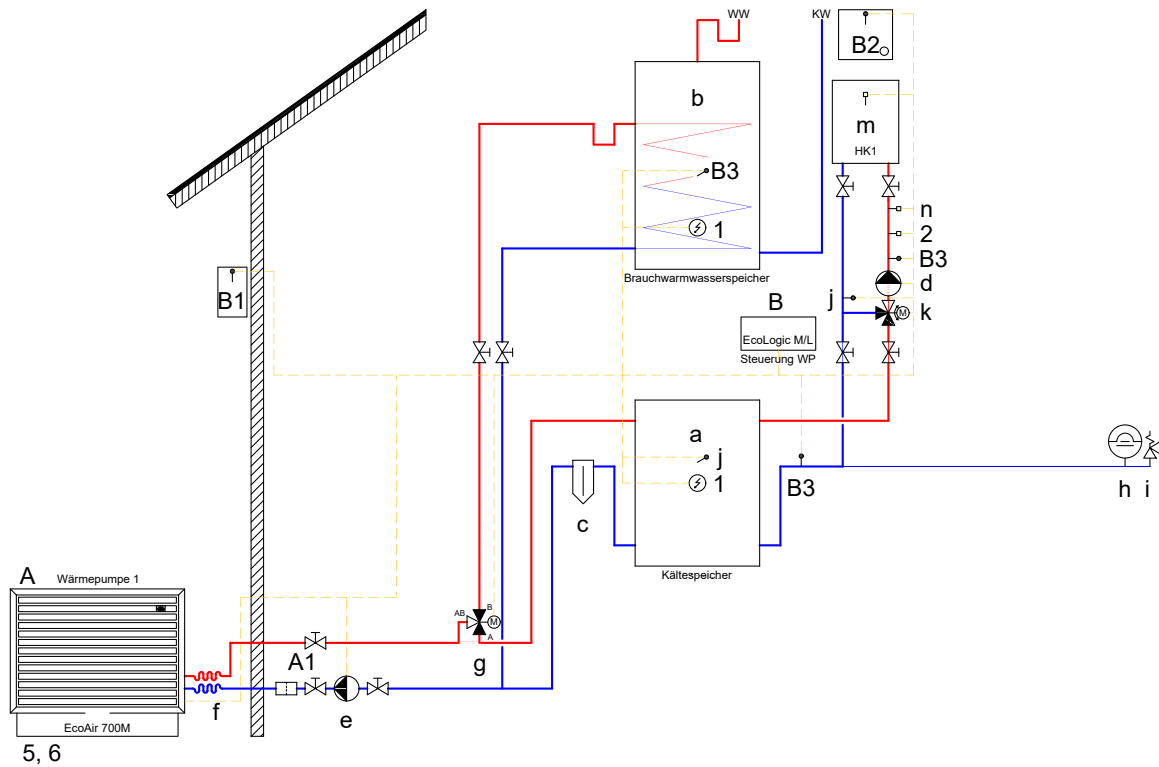 WW
KW
B2
b
m
HK1
B3
1
n
2
B3
d
k
j
B1
B
EcoLogic M/L
Steuerung WP
Brauchwarmwasserspeicher
M
a
j
1
B3
h
i
c
Kältespeicher
A
Wärmepumpe 1
AB
B
M
A
g
A1
f
e
EcoAir 700M
5, 6